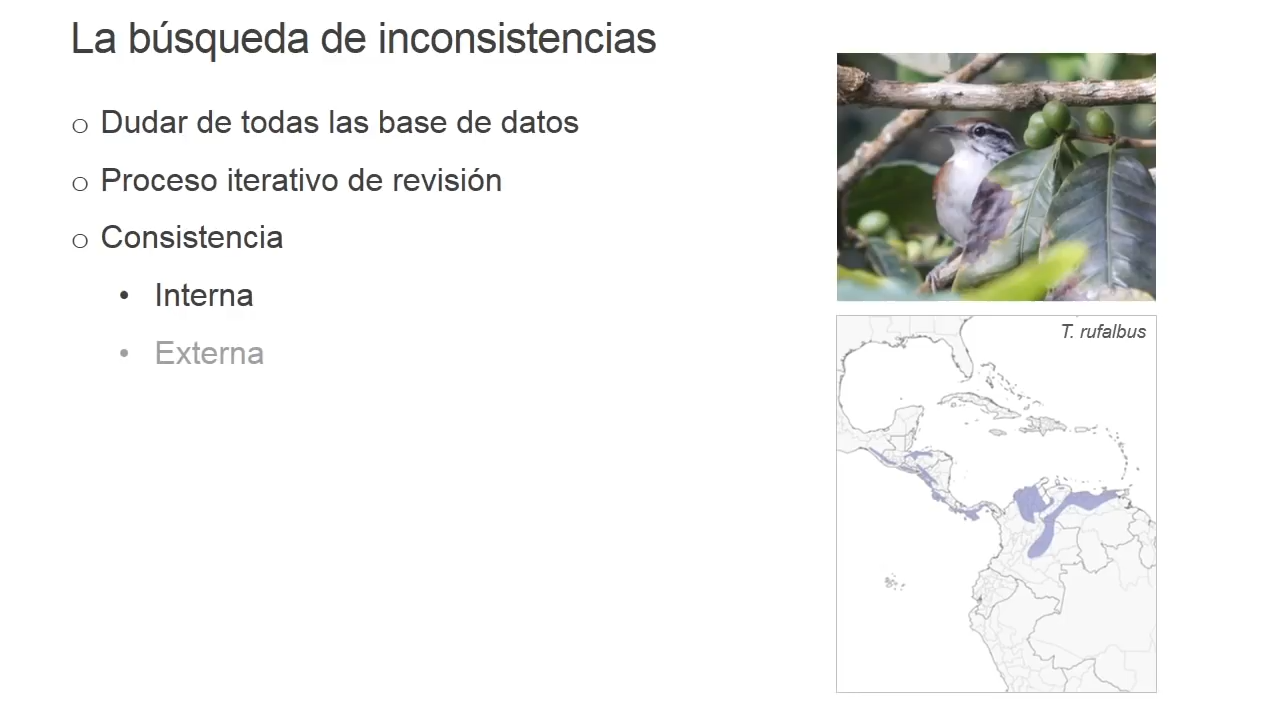 La búsqueda de inconsistencias
o Dudar de todas las base de datos
o Proceso iterativo de revisión
o Consistencia
• Interna
• Externa
T. rufalbus